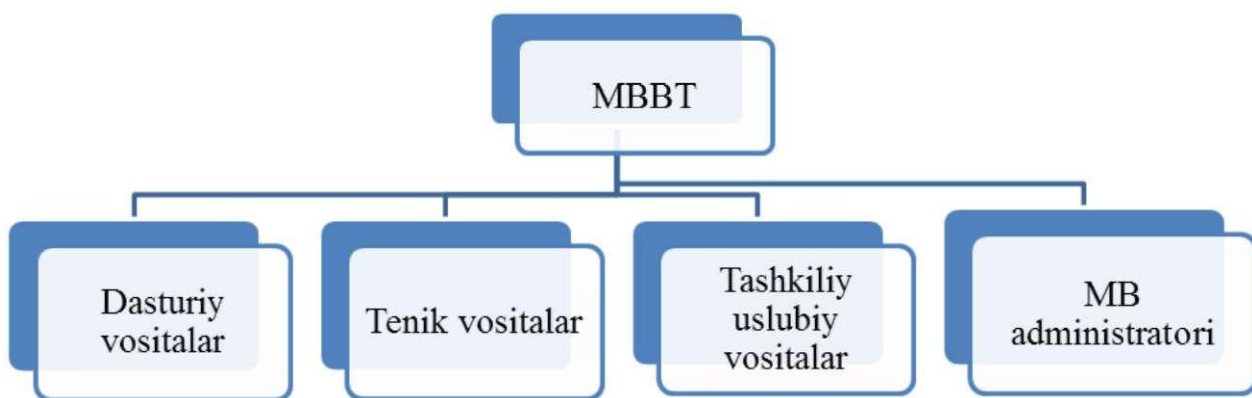 MBBT
Dasturiy
vositalar
Tenik vositalar
Tashkiliy
uslubiy
vositalar
MB
administratori